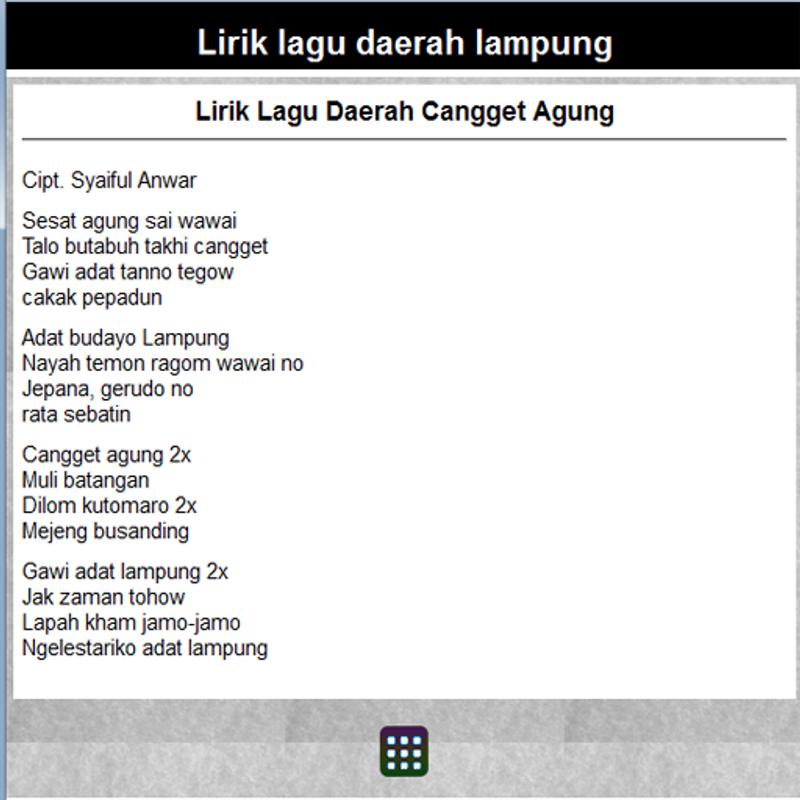 Lirik lagu daerah lampung
Lirik Lagu Daerah Cangget Agung
Cipt. Syaiful Anwar
Sesat agung sai wawai
Talo butabuh takhi cangget
Gawi adat tanno tegow
cakak pepadun
Adat budayo Lampung
Nayah temon ragom wawai no
Jepana, gerudo no
rata sebatin
Cangget agung 2x
Muli batangan
Dilom kutomaro 2x
Mejeng busanding
Gawi adat lampung 2x
Jak zaman tohow
Lapah kham jamo-jamo
Ngelestariko adat lampung